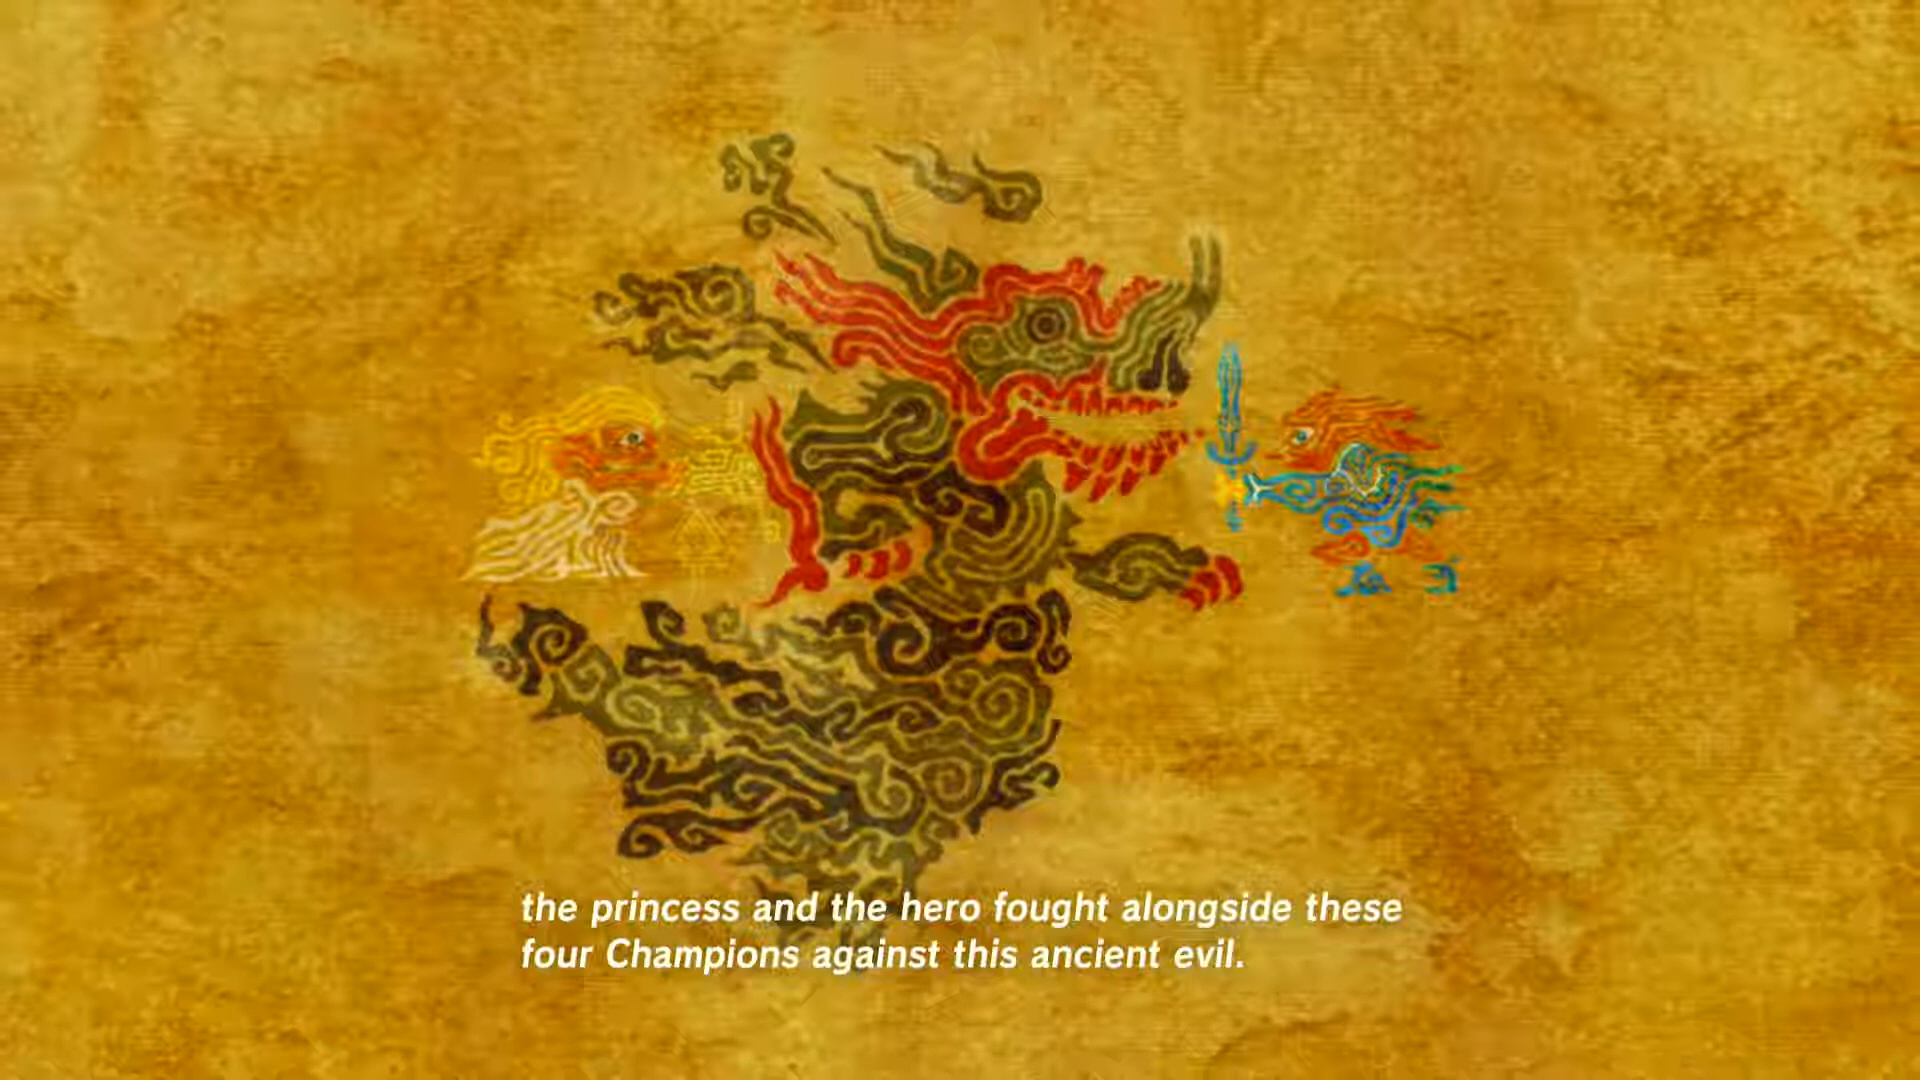 the princess and the hero fought alongside these
four Champions against this ancient evil.